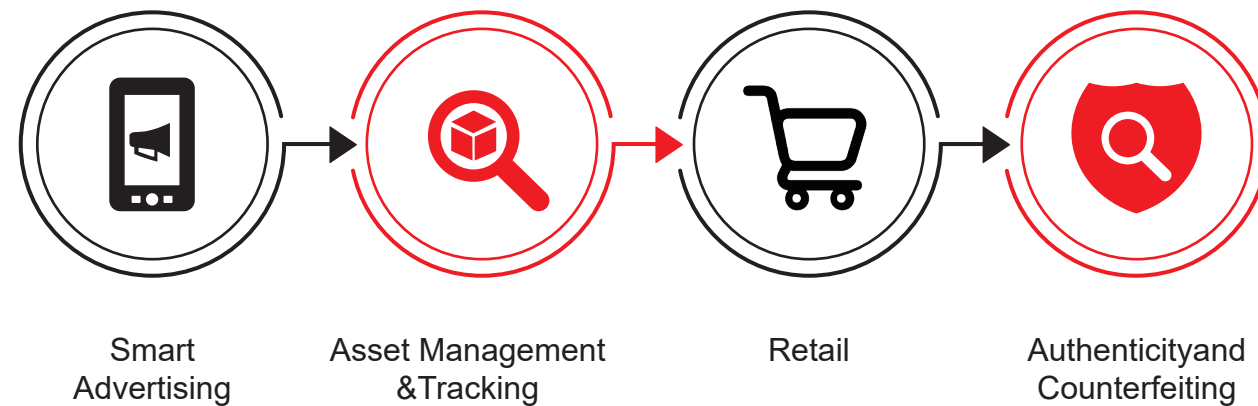 Smart
Advertising
Asset Management
&Tracking
Retail
Authenticityand
Counterfeiting